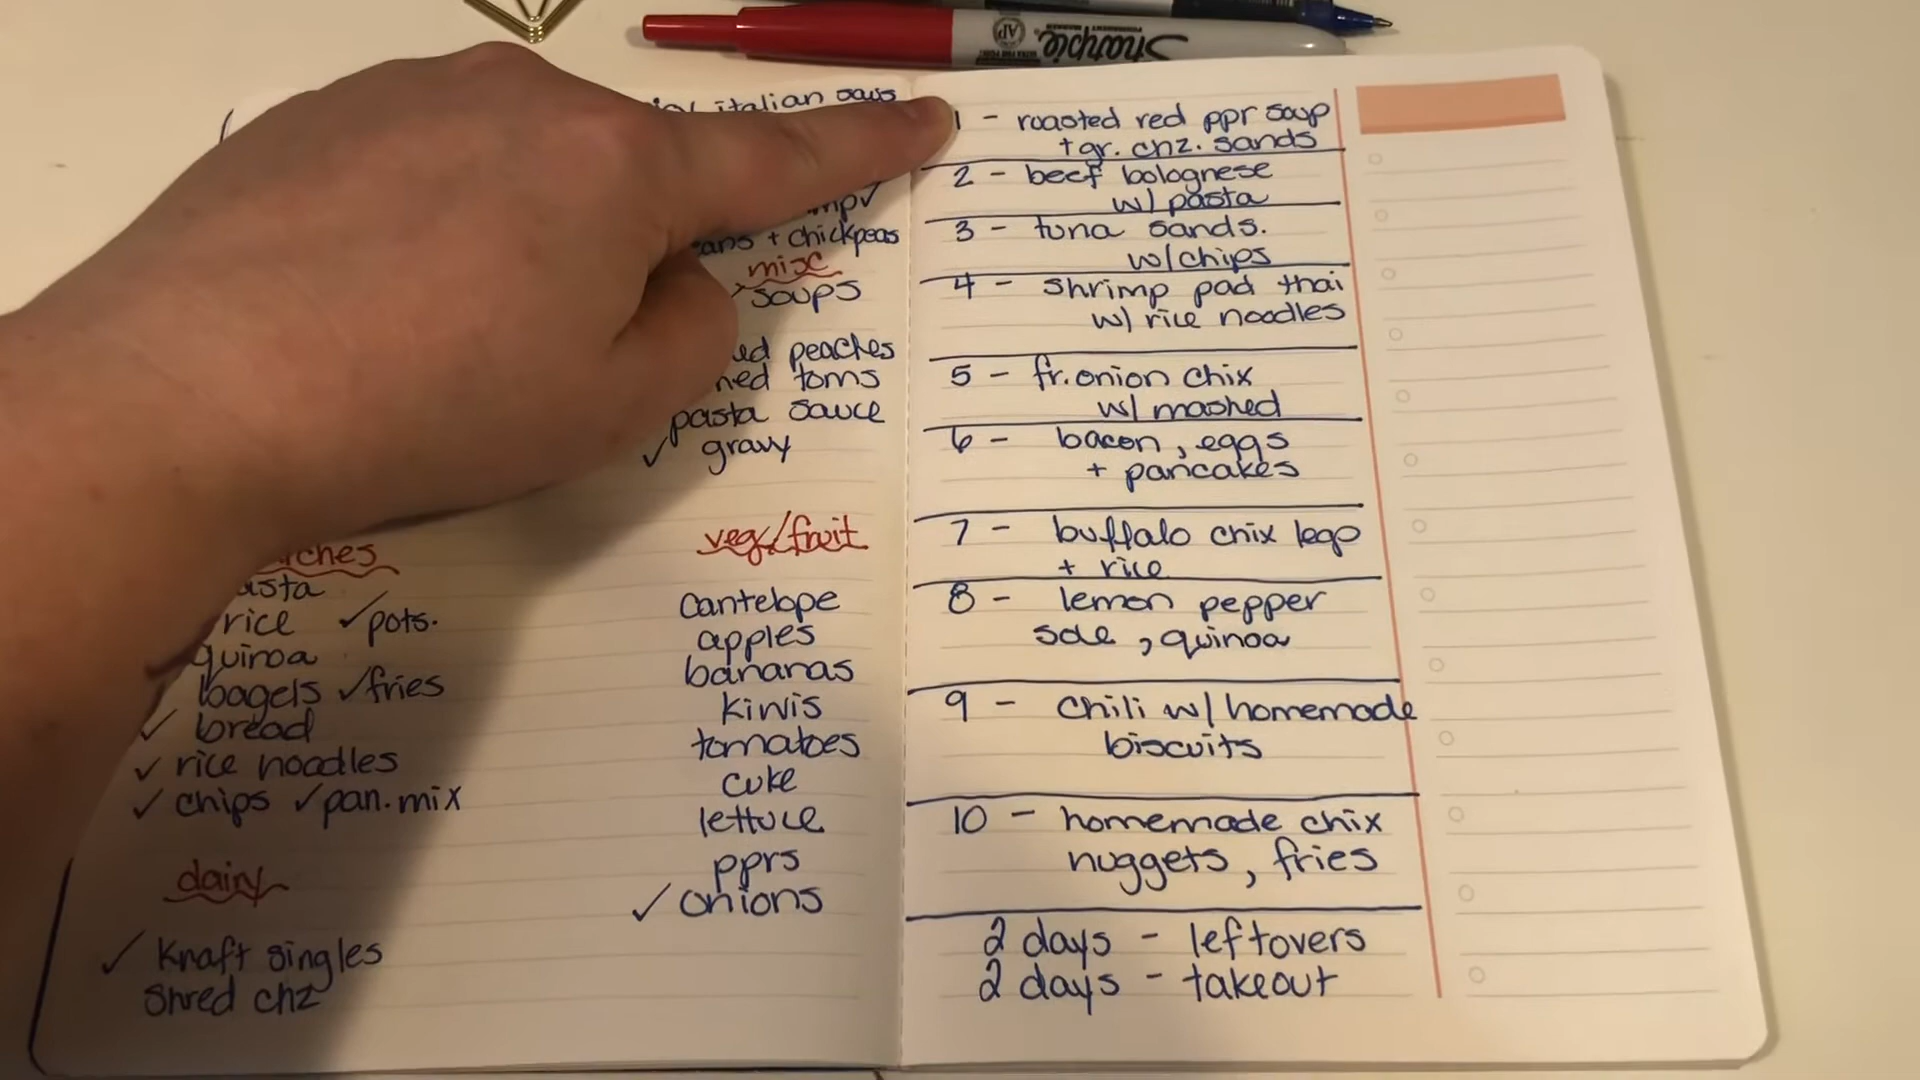 Sharpie
PERMANENT MARKER
AP
italian saus
chickpeas
misc
soups
peaches
toms
pasta sauce
✓ gravy
veg/fruit
cantelope
apples
bananas
kiwis
tomatoes
cuke
lettuce
pprs
✓ onions
rice ✓ pots.
quinoa
bagels ✓ fries
✓ bread
✓ rice noodles
✓ chips ✓ pan. mix
dairy
✓ Kraft singles
Shred chz
1 - roasted red ppr soup
+ gr. chz. sands
2 - beef bolognese
w/ pasta
3 - tuna sands.
w/ chips
4 - shrimp pad thai
w/ rice noodles
5 - fr. onion chix
w/ mashed
6 - bacon, eggs
+ pancakes
7 - buffalo chix legs
+ rice
8 - lemon pepper
sole, quinoa
9 - chili w/ homemade
biscuits
10 - homemade chix
nuggets, fries
2 days - leftovers
2 days - takeout